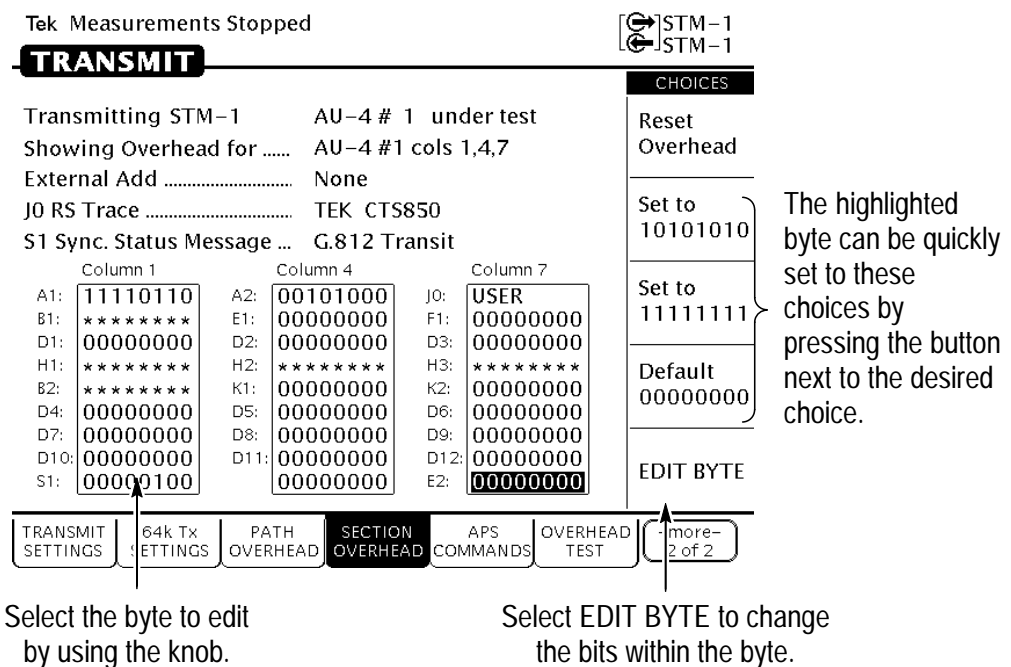 Tek Measurements Stopped
STM–1
STM–1
TRANSMIT
CHOICES
Transmitting STM–1 AU–4 # 1 under test
Showing Overhead for ...... AU–4 #1 cols 1,4,7
External Add ............................ None
J0 RS Trace ................................ TEK CTS850
S1 Sync. Status Message ... G.812 Transit
Column 1 Column 4 Column 7
A1: 11110110 A2: 00101000 J0: USER
B1: ******** E1: 00000000 F1: 00000000
D1: 00000000 D2: 00000000 D3: 00000000
H1: ******** H2: ******** H3: ********
B2: ******** K1: 00000000 K2: 00000000
D4: 00000000 D5: 00000000 D6: 00000000
D7: 00000000 D8: 00000000 D9: 00000000
D10: 00000000 D11: 00000000 D12: 00000000
S1: 00000100 00000000 E2: 00000000
Reset
Overhead
Set to
10101010
Set to
11111111
Default
00000000
EDIT BYTE
The highlighted
byte can be quickly
set to these
choices by
pressing the button
next to the desired
choice.
TRANSMIT
SETTINGS
64k Tx
SETTINGS
PATH
OVERHEAD
SECTION
OVERHEAD
APS
COMMANDS
OVERHEAD
TEST
–more–
2 of 2
Select the byte to edit
by using the knob.
Select EDIT BYTE to change
the bits within the byte.